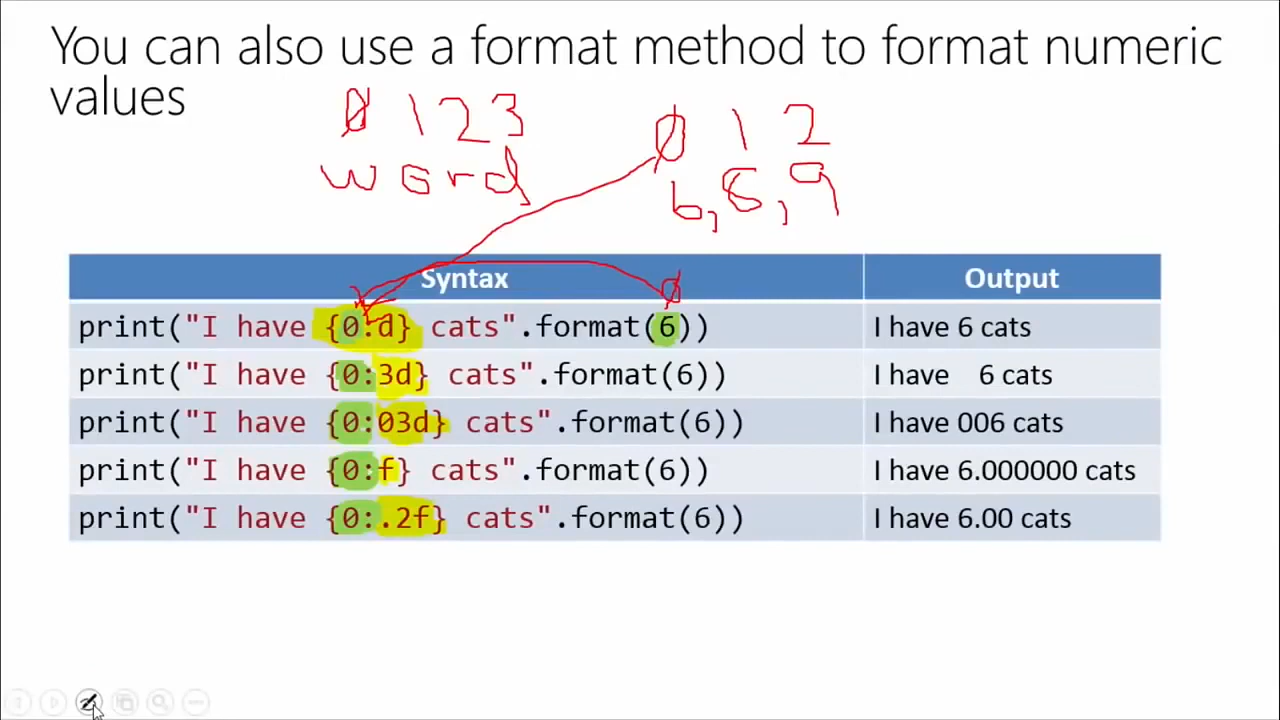 You can also use a format method to format numeric
values
0 1 2 3
word
0 1 2
6, 8, 9
Syntax Output
0
print("I have {0:d} cats".format(6)) I have 6 cats
print("I have {0:3d} cats".format(6)) I have    6 cats
print("I have {0:03d} cats".format(6)) I have 006 cats
print("I have {0:f} cats".format(6)) I have 6.000000 cats
print("I have {0:.2f} cats".format(6)) I have 6.00 cats